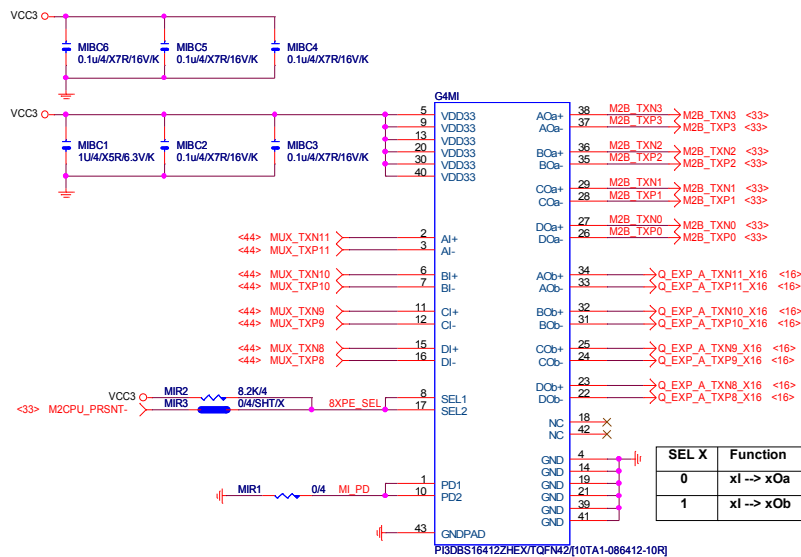 VCC3
MIBC6
0.1u/4/X7R/16V/K
MIBC5
0.1u/4/X7R/16V/K
MIBC4
0.1u/4/X7R/16V/K
VCC3
MIBC1
1U/4/X5R/6.3V/K
MIBC2
0.1u/4/X7R/16V/K
MIBC3
0.1u/4/X7R/16V/K
G4MI
5 VDD33
9 VDD33
13 VDD33
20 VDD33
30 VDD33
40 VDD33
AOa+ 38 M2B_TXN3 M2B_TXN3 <33>
AOa- 37 M2B_TXP3 M2B_TXP3 <33>
BOa+ 36 M2B_TXN2 M2B_TXN2 <33>
BOa- 35 M2B_TXP2 M2B_TXP2 <33>
COa+ 29 M2B_TXN1 M2B_TXN1 <33>
COa- 28 M2B_TXP1 M2B_TXP1 <33>
DOa+ 27 M2B_TXN0 M2B_TXN0 <33>
DOa- 26 M2B_TXP0 M2B_TXP0 <33>
<44> MUX_TXN11 2 AI+
<44> MUX_TXP11 3 AI-
<44> MUX_TXN10 6 BI+
<44> MUX_TXP10 7 BI-
<44> MUX_TXN9 11 CI+
<44> MUX_TXP9 12 CI-
<44> MUX_TXN8 15 DI+
<44> MUX_TXP8 16 DI-
AOb+ 34 Q_EXP_A_TXN11_X16 <16>
AOb- 33 Q_EXP_A_TXP11_X16 <16>
BOb+ 32 Q_EXP_A_TXN10_X16 <16>
BOb- 31 Q_EXP_A_TXP10_X16 <16>
COb+ 25 Q_EXP_A_TXN9_X16 <16>
COb- 24 Q_EXP_A_TXP9_X16 <16>
DOb+ 23 Q_EXP_A_TXN8_X16 <16>
DOb- 22 Q_EXP_A_TXP8_X16 <16>
VCC3 MIR2 8.2K/4
<33> M2CPU_PRSNT- MIR3 0/4/SHT/X 8XPE_SEL
8 SEL1
17 SEL2
NC 18
NC 42
GND 4
GND 14
GND 19
GND 21
GND 39
GND 41
MIR1 0/4 MI_PD
1 PD1
10 PD2
43 GNDPAD
PI3DBS16412ZHEX/TQFN42/[10TA1-086412-10R]
SEL X Function
0 xI --> xOa
1 xI --> xOb